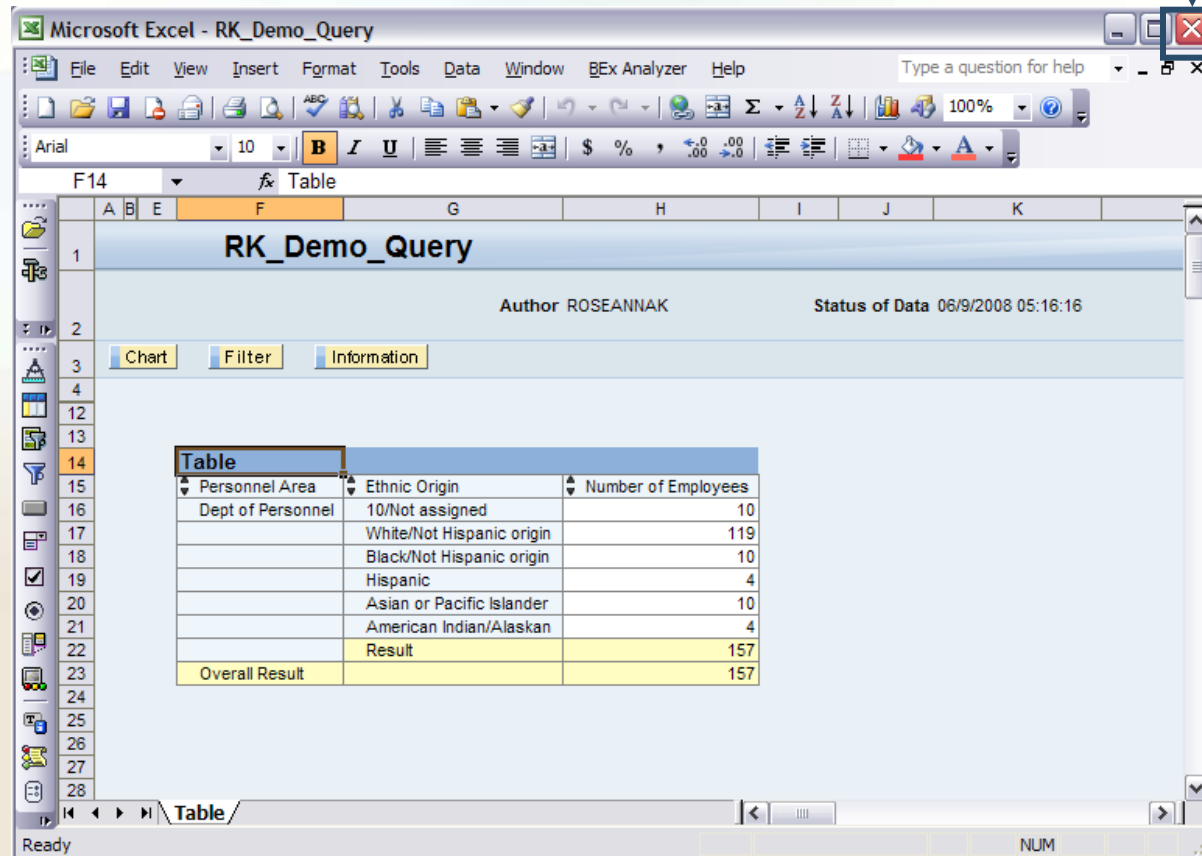 Microsoft Excel - RK_Demo_Query
File Edit View Insert Format Tools Data Window BEx Analyzer Help Type a question for help
ABC Σ A Z Z A 100%
Arial 10 B I U $ % , .00 .00 A
F14 fx Table
A B E F G H I J K
1 RK_Demo_Query
2 Author ROSEANNAK Status of Data 06/9/2008 05:16:16
3 Chart Filter Information
4
12
13
14 Table
15 Personnel Area Ethnic Origin Number of Employees
16 Dept of Personnel 10/Not assigned 10
17 White/Not Hispanic origin 119
18 Black/Not Hispanic origin 10
19 Hispanic 4
20 Asian or Pacific Islander 10
21 American Indian/Alaskan 4
22 Result 157
23 Overall Result 157
24
25
26
27
28
Table
Ready NUM